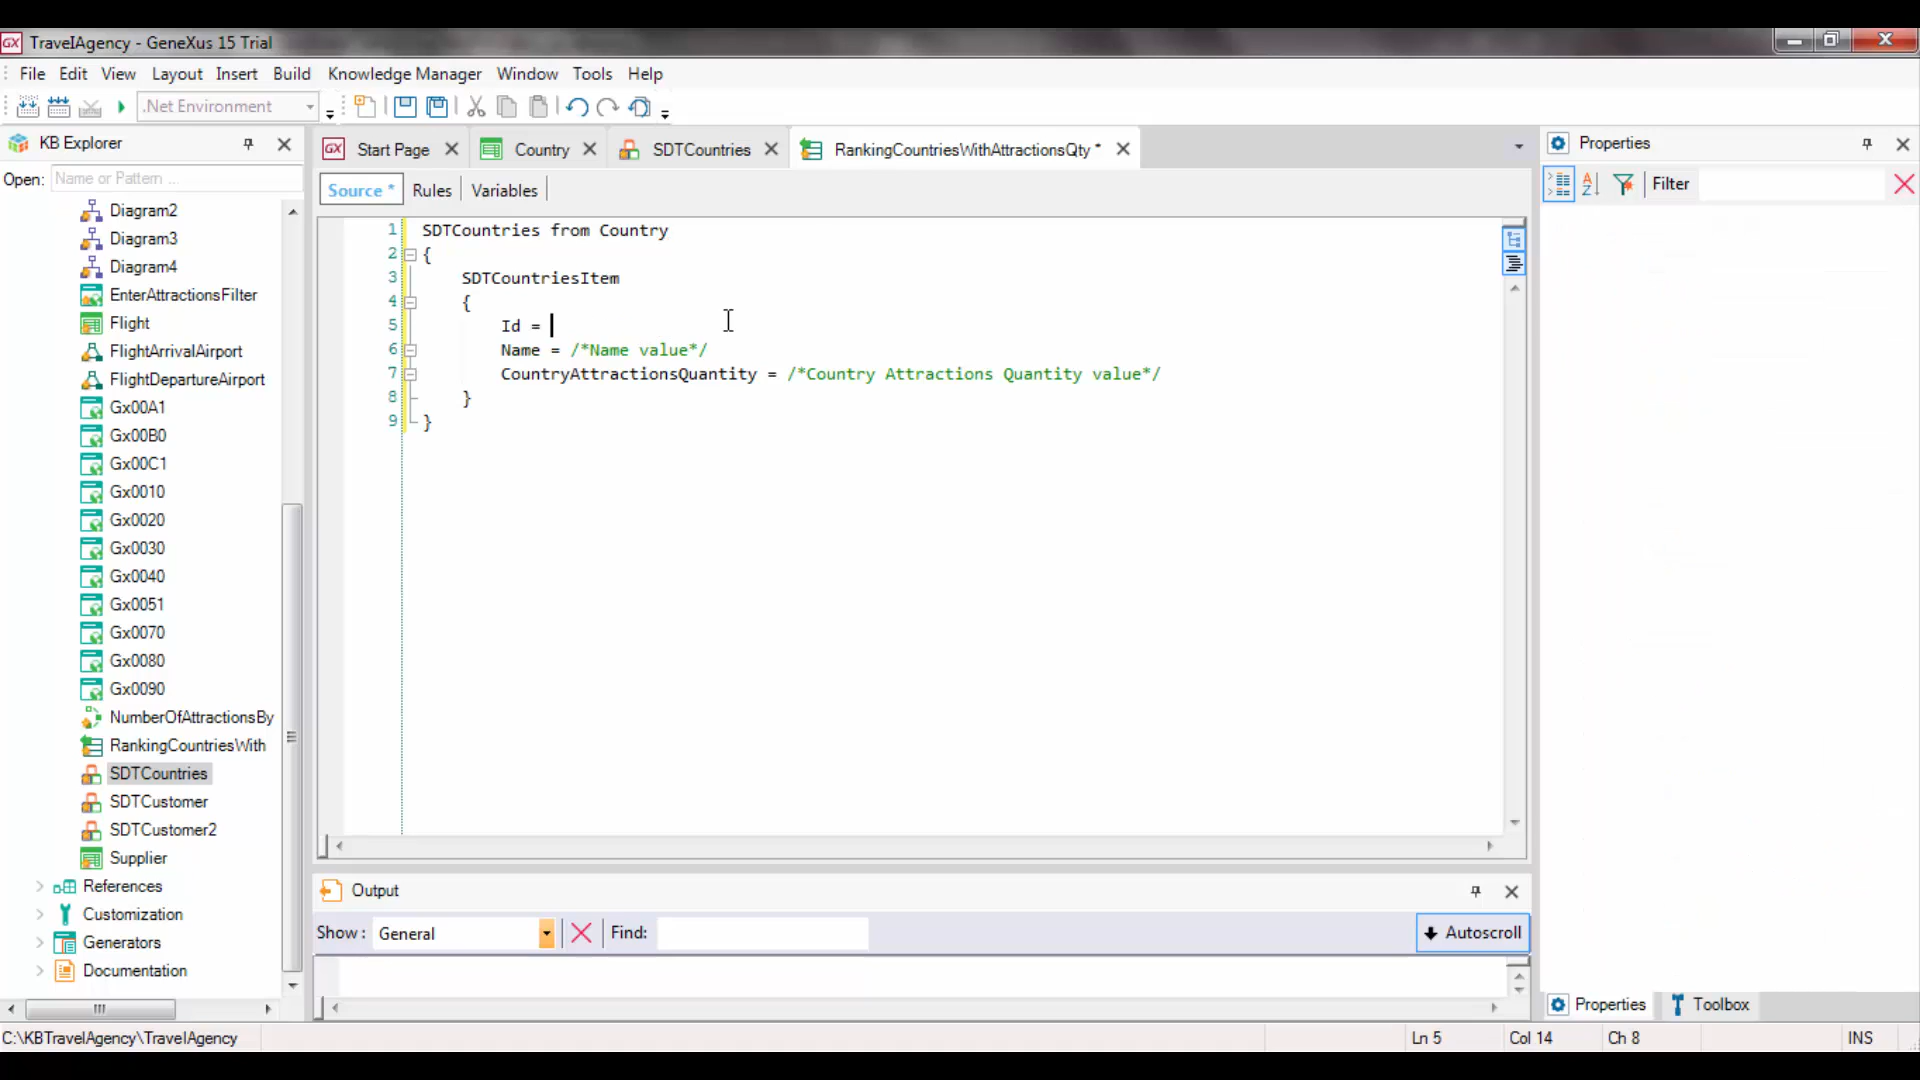 TravelAgency - GeneXus 15 Trial
File Edit View Layout Insert Build Knowledge Manager Window Tools Help
.Net Environment
KB Explorer
Open: Name or Pattern ...
Diagram2
Diagram3
Diagram4
EnterAttractionsFilter
Flight
FlightArrivalAirport
FlightDepartureAirport
Gx00A1
Gx00B0
Gx00C1
Gx0010
Gx0020
Gx0030
Gx0040
Gx0051
Gx0070
Gx0080
Gx0090
NumberOfAttractionsBy
RankingCountriesWith
SDTCountries
SDTCustomer
SDTCustomer2
Supplier
References
Customization
Generators
Documentation
GX Start Page Country SDTCountries RankingCountriesWithAttractionsQty *
Source * Rules Variables
1 SDTCountries from Country
2 {
3 SDTCountriesItem
4 {
5 Id =
6 Name = /*Name value*/
7 CountryAttractionsQuantity = /*Country Attractions Quantity value*/
8 }
9 }
Output
Show: General Find: Autoscroll
Properties
Filter
Properties Toolbox
C:\KBTravelAgency\TravelAgency Ln 5 Col 14 Ch 8 INS